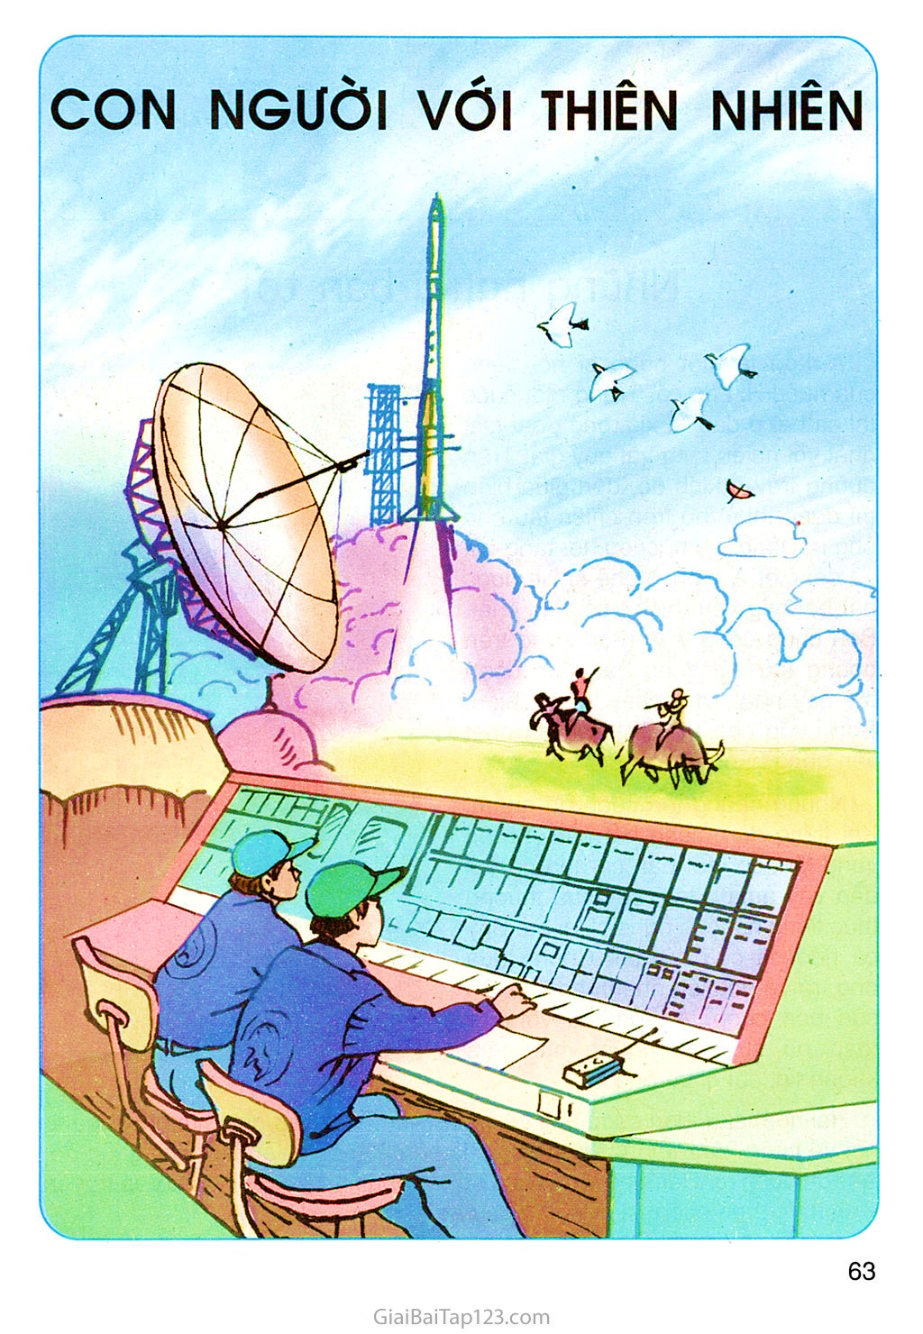 CON NGƯỜI VỚI THIÊN NHIÊN
63
GiaiBaiTap123.com